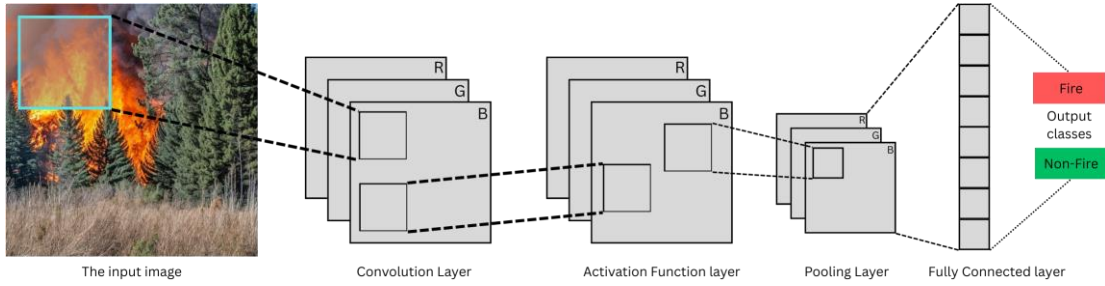 R
G
B
R
G
B
R
G
B
Fire
Output
classes
Non-Fire
The input image
Convolution Layer
Activation Function layer
Pooling Layer
Fully Connected layer